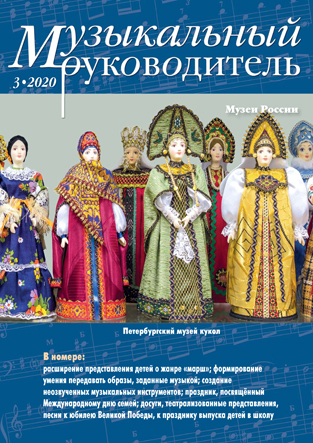 Музыкальный
руководитель
3•2020
Музеи России
Петербургский музей кукол
В номере:
расширение представления детей о жанре «марш»; формирование
умения передавать образы, заданные музыкой; создание
неозвученных музыкальных инструментов; праздник, посвящённый
Международному дню семей; досуги, театрализованные представления,
песни к юбилею Великой Победы, к празднику выпуска детей в школу